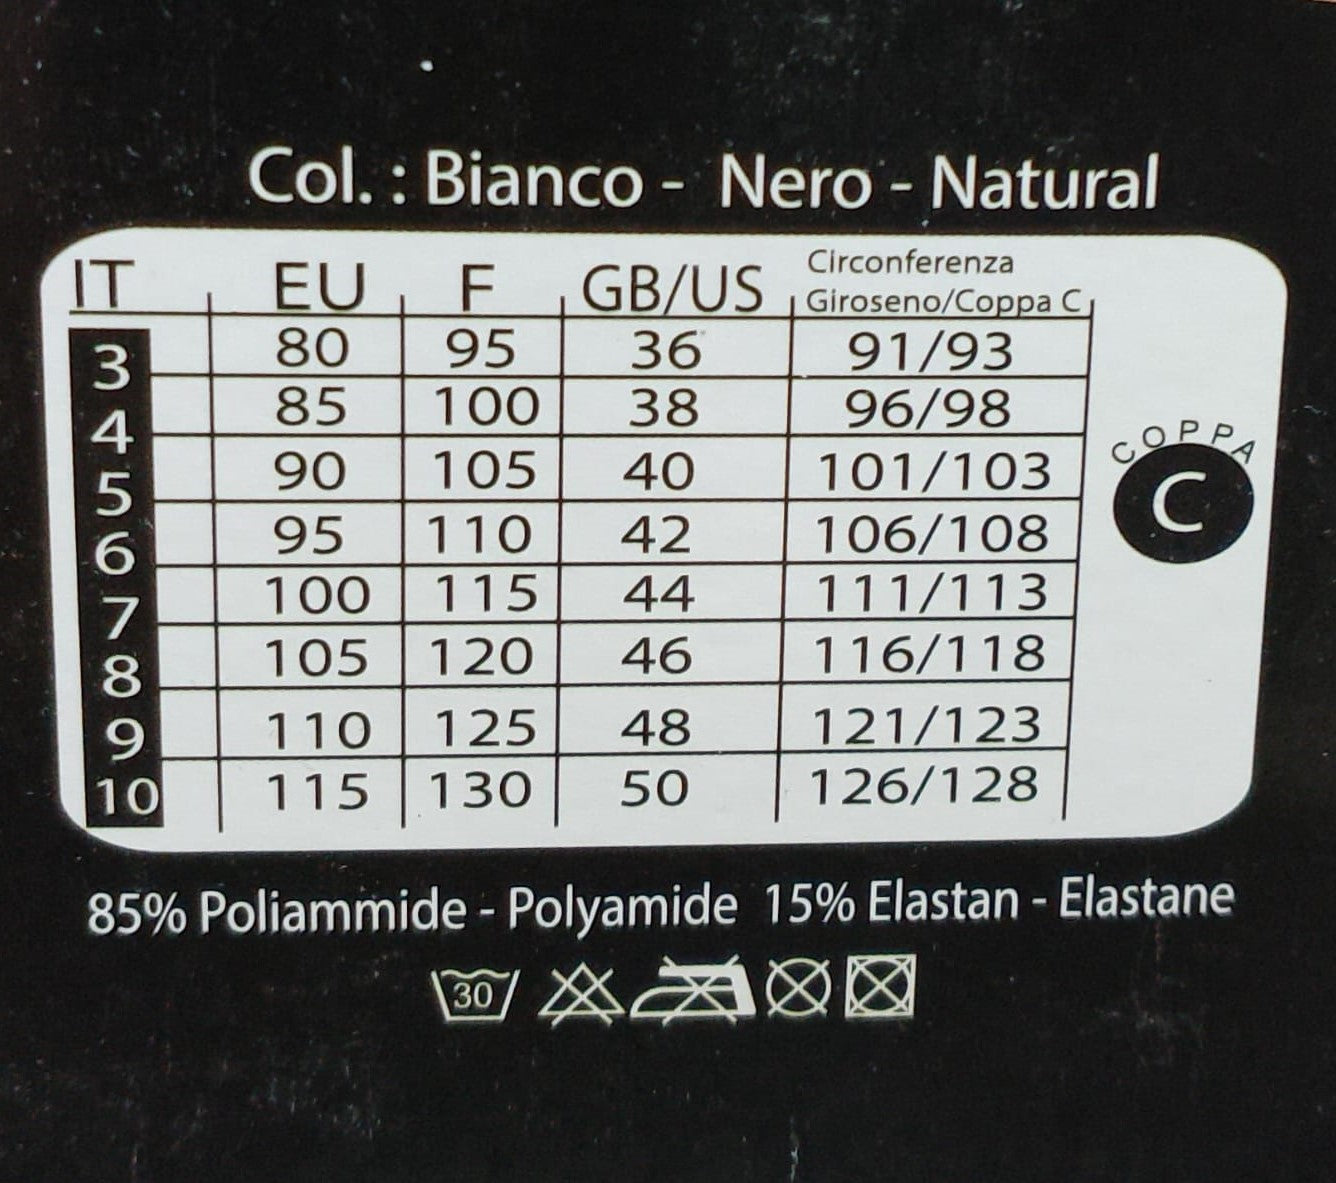 Col. : Bianco - Nero - Natural
IT EU F GB/US Circonferenza Giroseno/Coppa C
3 80 95 36 91/93
4 85 100 38 96/98
5 90 105 40 101/103
6 95 110 42 106/108
7 100 115 44 111/113
8 105 120 46 116/118
9 110 125 48 121/123
10 115 130 50 126/128
COPPA
C
85% Poliammide - Polyamide 15% Elastan - Elastane
30